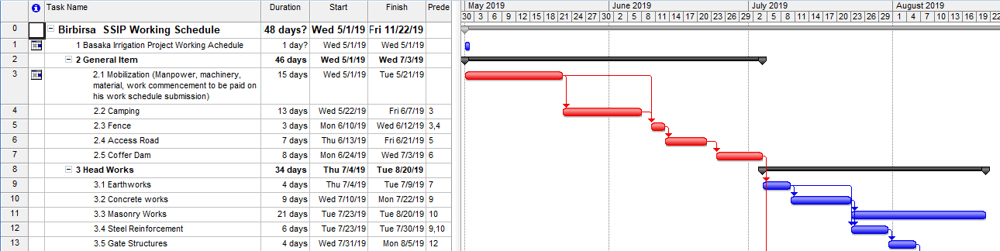 Task Name Duration Start Finish Prede May 2019 June 2019 July 2019 August 2019
30 3 6 9 12 15 18 21 24 27 30 2 5 8 11 14 17 20 23 26 29 2 5 8 11 14 17 20 23 26 29 1 4 7 10 13 16 19 22
0 Birbirsa SSIP Working Schedule 48 days? Wed 5/1/19 Fri 11/22/19
1 1 Basaka Irrigation Project Working Achedule 1 day? Wed 5/1/19 Wed 5/1/19
2 2 General Item 46 days Wed 5/1/19 Wed 7/3/19
3 2.1 Mobilization (Manpower, machinery, 15 days Wed 5/1/19 Tue 5/21/19
material, work commencement to be paid on
his work schedule submission)
4 2.2 Camping 13 days Wed 5/22/19 Fri 6/7/19 3
5 2.3 Fence 3 days Mon 6/10/19 Wed 6/12/19 3,4
6 2.4 Access Road 7 days Thu 6/13/19 Fri 6/21/19 5
7 2.5 Coffer Dam 8 days Mon 6/24/19 Wed 7/3/19 6
8 3 Head Works 34 days Thu 7/4/19 Tue 8/20/19
9 3.1 Earthworks 4 days Thu 7/4/19 Tue 7/9/19 7
10 3.2 Concrete works 9 days Wed 7/10/19 Mon 7/22/19 9
11 3.3 Masonry Works 21 days Tue 7/23/19 Tue 8/20/19 10
12 3.4 Steel Reinforcement 6 days Tue 7/23/19 Tue 7/30/19 9,10
13 3.5 Gate Structures 4 days Wed 7/31/19 Mon 8/5/19 12